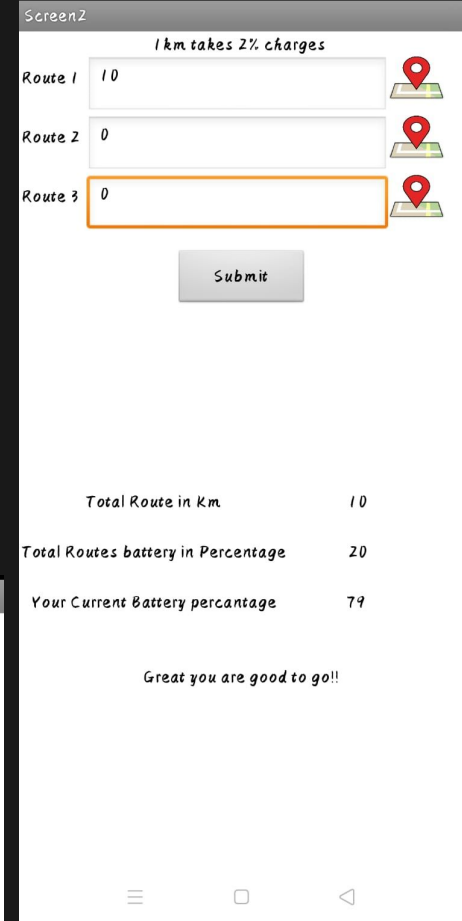 Screen2
1 km takes 2% charges
Route 1 10
Route 2 0
Route 3 0
Submit
Total Route in Km 10
Total Routes battery in Percentage 20
Your Current Battery percantage 79
Great you are good to go!!